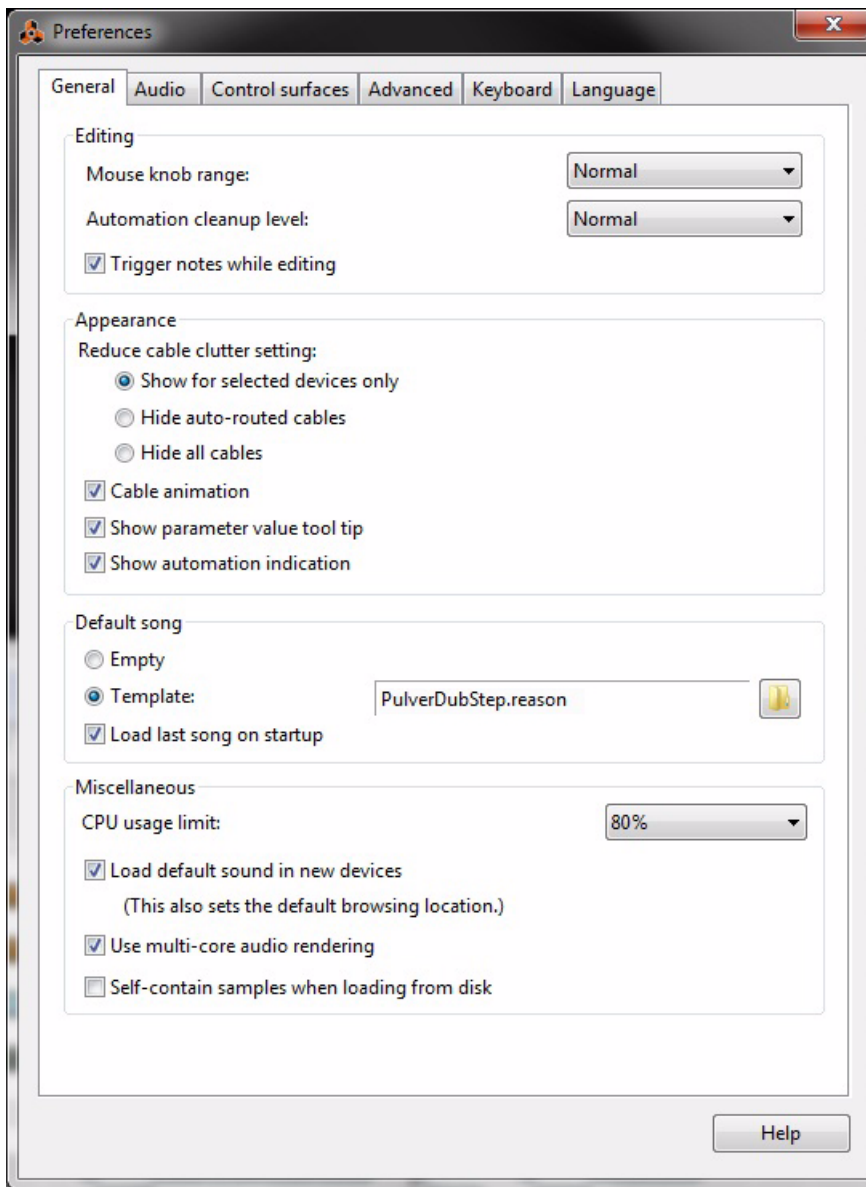 Preferences
General Audio Control surfaces Advanced Keyboard Language
Editing
Mouse knob range: Normal
Automation cleanup level: Normal
Trigger notes while editing
Appearance
Reduce cable clutter setting:
Show for selected devices only
Hide auto-routed cables
Hide all cables
Cable animation
Show parameter value tool tip
Show automation indication
Default song
Empty
Template: PulverDubStep.reason
Load last song on startup
Miscellaneous
CPU usage limit: 80%
Load default sound in new devices
(This also sets the default browsing location.)
Use multi-core audio rendering
Self-contain samples when loading from disk
Help